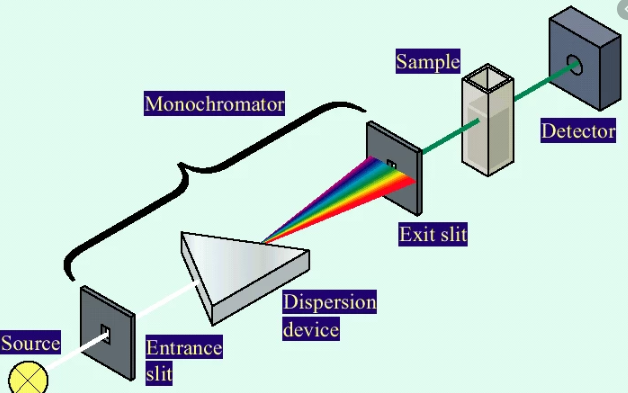 Sample
Monochromator
Detector
Exit slit
Dispersion
device
Source
Entrance
slit